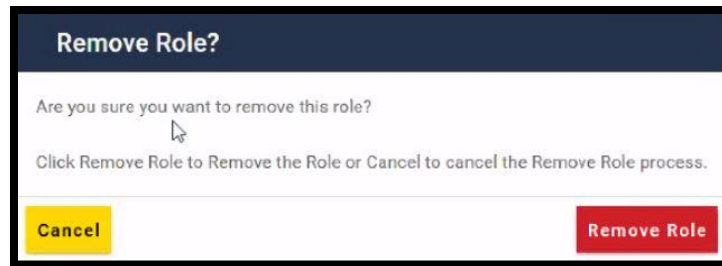 Remove Role?
Are you sure you want to remove this role?
Click Remove Role to Remove the Role or Cancel to cancel the Remove Role process.
Cancel
Remove Role